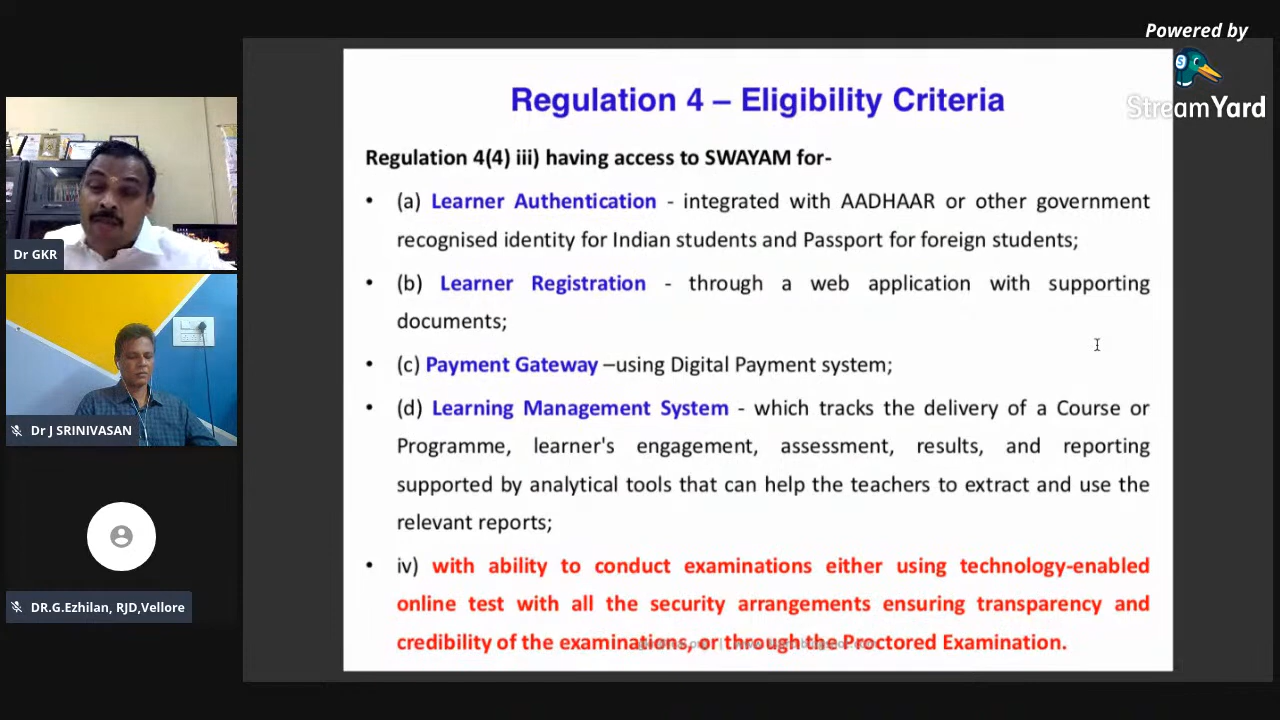 Powered by
StreamYard
Regulation 4 – Eligibility Criteria
Regulation 4(4) iii) having access to SWAYAM for-
• (a) Learner Authentication - integrated with AADHAAR or other government
recognised identity for Indian students and Passport for foreign students;
• (b) Learner Registration - through a web application with supporting
documents;
• (c) Payment Gateway –using Digital Payment system;
• (d) Learning Management System - which tracks the delivery of a Course or
Programme, learner's engagement, assessment, results, and reporting
supported by analytical tools that can help the teachers to extract and use the
relevant reports;
• iv) with ability to conduct examinations either using technology-enabled
online test with all the security arrangements ensuring transparency and
credibility of the examinations, or through the Proctored Examination.
Dr GKR
Dr J SRINIVASAN
DR.G.Ezhilan, RJD,Vellore